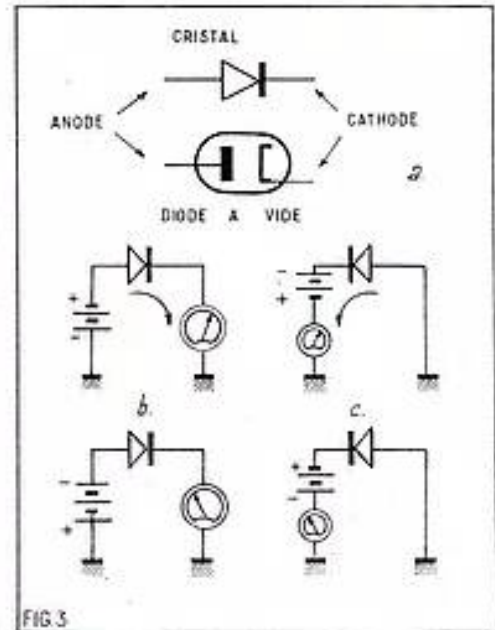 CRISTAL
ANODE
CATHODE
a.
DIODE A VIDE
+
-
-
+
b.
c.
-
+
+
-
FIG.3